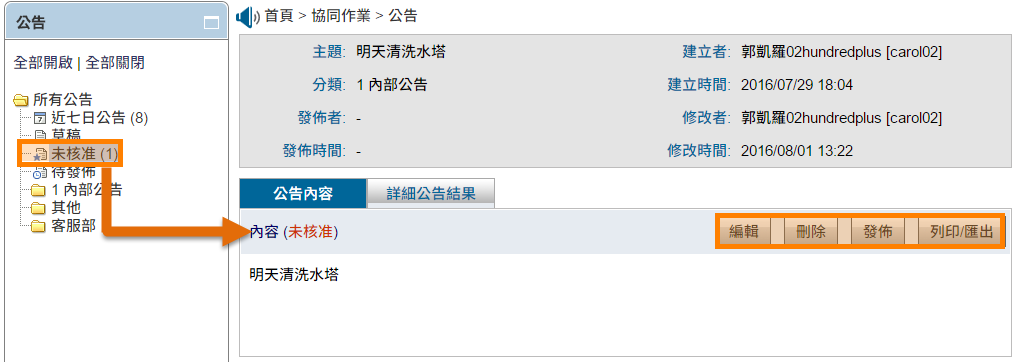 公告
全部開啟 | 全部關閉
所有公告
近七日公告 (8)
草稿
未核准 (1)
待發佈
1 內部公告
其他
客服部
首頁 > 協同作業 > 公告
主題: 明天清洗水塔 建立者: 郭凱羅02hundredplus [carol02]
分類: 1 內部公告 建立時間: 2016/07/29 18:04
發佈者: - 修改者: 郭凱羅02hundredplus [carol02]
發佈時間: - 修改時間: 2016/08/01 13:22
公告內容 詳細公告結果
內容 (未核准) 編輯 刪除 發佈 列印/匯出
明天清洗水塔